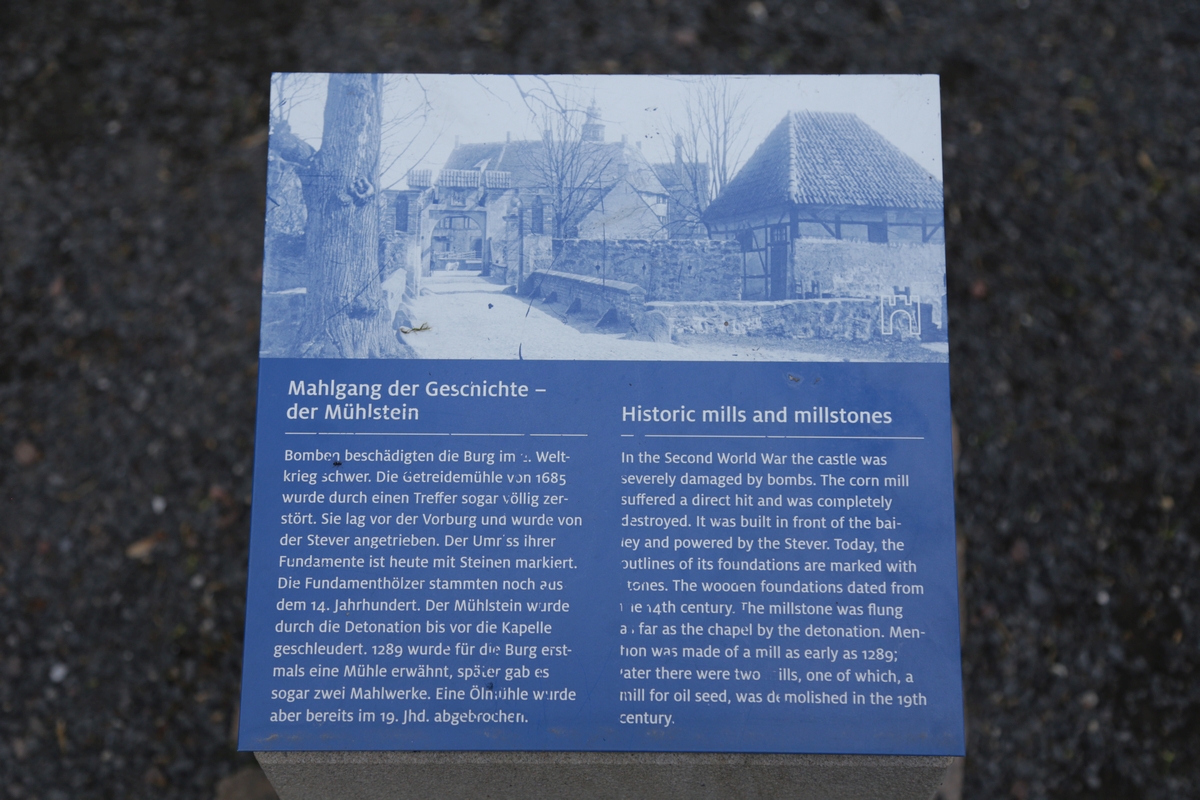 Mahlgang der Geschichte –
der Mühlstein
Bomben beschädigten die Burg im 2. Welt-
krieg schwer. Die Getreidemühle von 1685
wurde durch einen Treffer sogar völlig zer-
stört. Sie lag vor der Vorburg und wurde von
der Stever angetrieben. Der Umriss ihrer
Fundamente ist heute mit Steinen markiert.
Die Fundamenthölzer stammten noch aus
dem 14. Jahrhundert. Der Mühlstein wurde
durch die Detonation bis vor die Kapelle
geschleudert. 1289 wurde für die Burg erst-
mals eine Mühle erwähnt, später gab es
sogar zwei Mahlwerke. Eine Ölmühle wurde
aber bereits im 19. Jhd. abgebrochen.
Historic mills and millstones
In the Second World War the castle was
severely damaged by bombs. The corn mill
suffered a direct hit and was completely
destroyed. It was built in front of the bai-
ley and powered by the Stever. Today, the
outlines of its foundations are marked with
stones. The wooden foundations dated from
the 14th century. The millstone was flung
as far as the chapel by the detonation. Men-
tion was made of a mill as early as 1289;
later there were two mills, one of which, a
mill for oil seed, was demolished in the 19th
century.